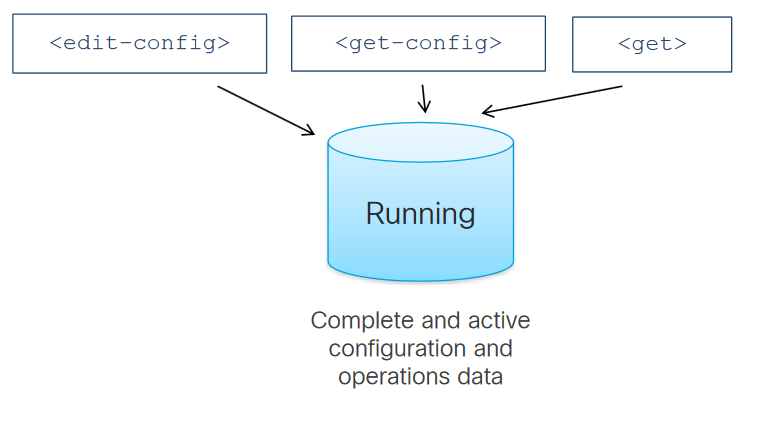 <edit-config>
<get-config>
<get>
Running
Complete and active
configuration and
operations data